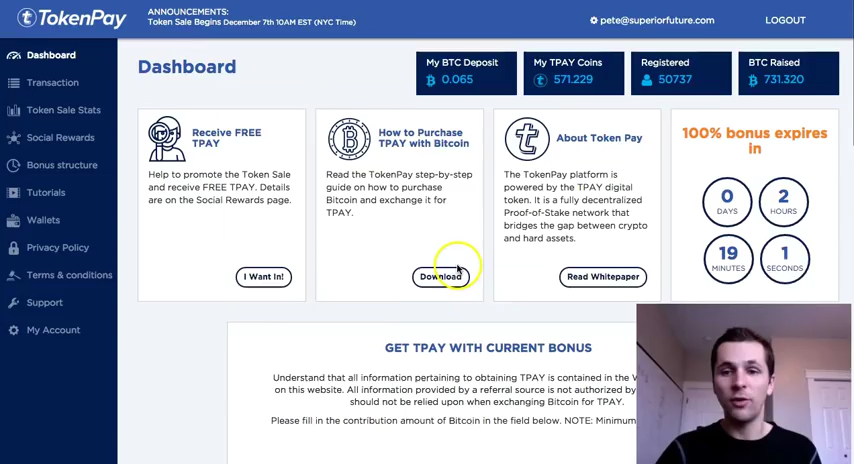 TokenPay
ANNOUNCEMENTS:
Token Sale Begins December 7th 10AM EST (NYC Time)
pete@superiorfuture.com
LOGOUT
Dashboard
Transaction
Token Sale Stats
Social Rewards
Bonus structure
Tutorials
Wallets
Privacy Policy
Terms & conditions
Support
My Account
Dashboard
My BTC Deposit
0.065
My TPAY Coins
571.229
Registered
50737
BTC Raised
731.320
Receive FREE
TPAY
Help to promote the Token Sale
and receive FREE TPAY. Details
are on the Social Rewards page.
I Want In!
How to Purchase
TPAY with Bitcoin
Read the TokenPay step-by-step
guide on how to purchase
Bitcoin and exchange it for
TPAY.
Download
About Token Pay
The TokenPay platform is
powered by the TPAY digital
token. It is a fully decentralized
Proof-of-Stake network that
bridges the gap between crypto
and hard assets.
Read Whitepaper
100% bonus expires
in
0
DAYS
2
HOURS
19
MINUTES
1
SECONDS
GET TPAY WITH CURRENT BONUS
Understand that all information pertaining to obtaining TPAY is contained in the
on this website. All information provided by a referral source is not authorized by
should not be relied upon when exchanging Bitcoin for TPAY.
Please fill in the contribution amount of Bitcoin in the field below. NOTE: Minimum